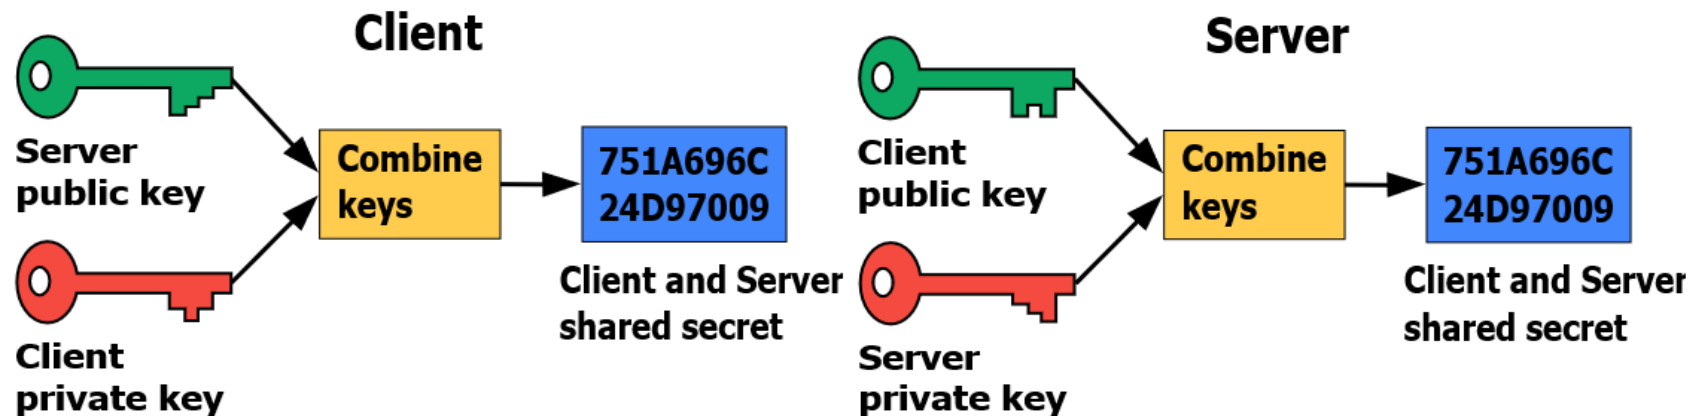 Client
Server
public key
Combine
keys
751A696C
24D97009
Client and Server
shared secret
Client
private key
Server
Client
public key
Combine
keys
751A696C
24D97009
Client and Server
shared secret
Server
private key